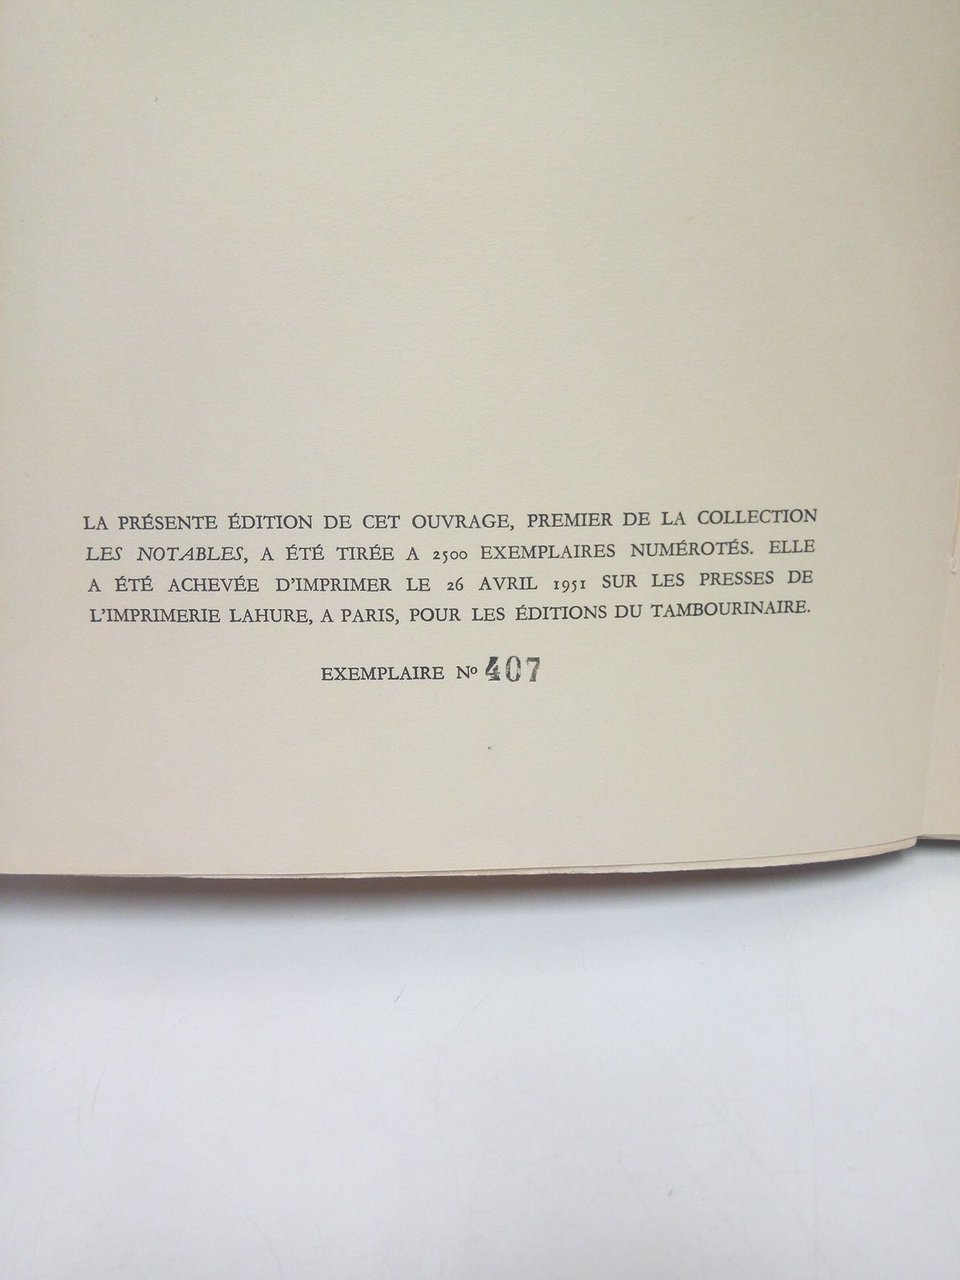 LA PRÉSENTE ÉDITION DE CET OUVRAGE, PREMIER DE LA COLLECTION
LES NOTABLES, A ÉTÉ TIRÉE A 2500 EXEMPLAIRES NUMÉROTÉS. ELLE
A ÉTÉ ACHEVÉE D'IMPRIMER LE 26 AVRIL 1951 SUR LES PRESSES DE
L'IMPRIMERIE LAHURE, A PARIS, POUR LES ÉDITIONS DU TAMBOURINAIRE.
EXEMPLAIRE Nº 407